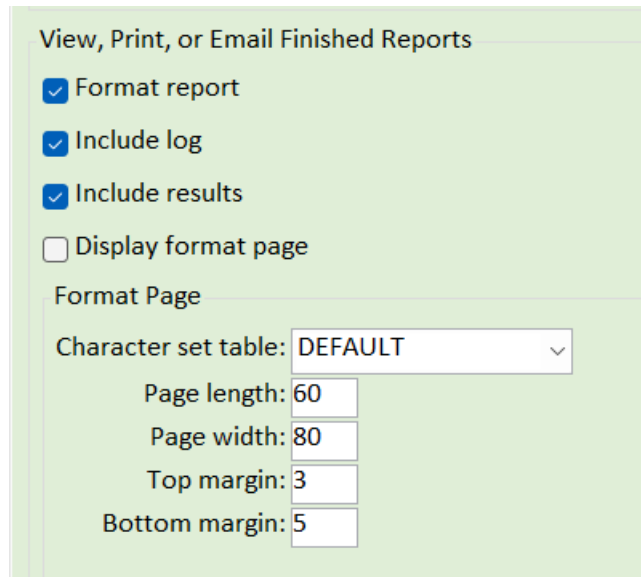 View, Print, or Email Finished Reports
Format report
Include log
Include results
Display format page
Format Page
Character set table: DEFAULT
Page length: 60
Page width: 80
Top margin: 3
Bottom margin: 5